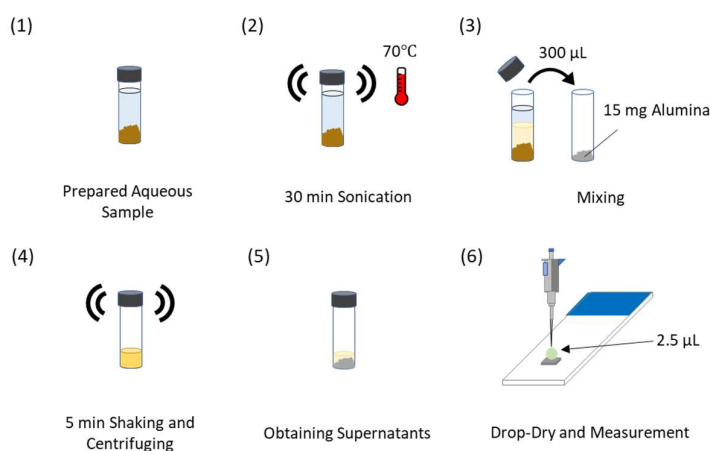 (1)
Prepared Aqueous
Sample
(2)
70℃
30 min Sonication
(3)
300 µL
15 mg Alumina
Mixing
(4)
5 min Shaking and
Centrifuging
(5)
Obtaining Supernatants
(6)
2.5 µL
Drop-Dry and Measurement